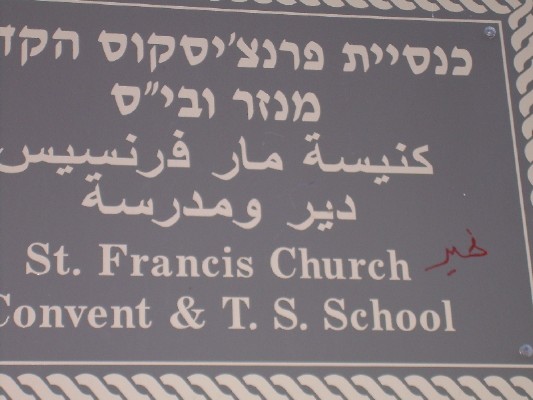 כנסיית פרנצ'יסקוס הקד
מנזר ובי"ס
كنيسة مار فرنسيس
دير ومدرسة
St. Francis Church
Convent & T. S. School